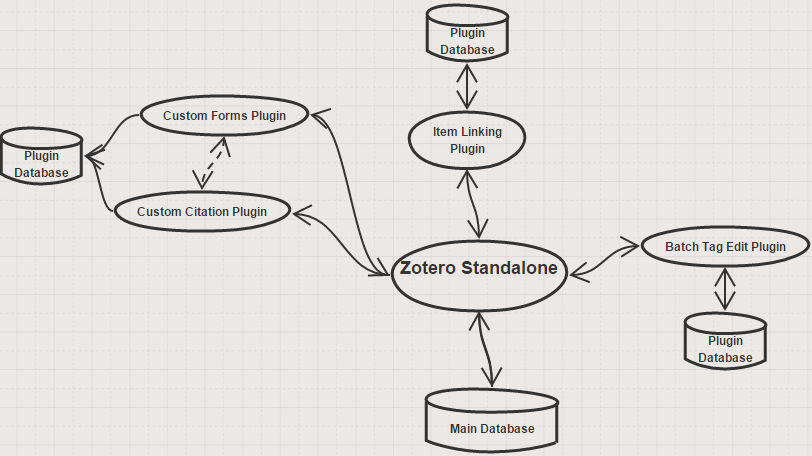 Plugin
Database
Custom Forms Plugin
Item Linking
Plugin
Plugin
Database
Custom Citation Plugin
Batch Tag Edit Plugin
Zotero Standalone
Plugin
Database
Main Database